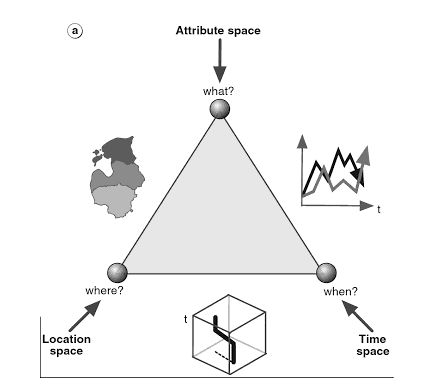 a
Attribute space
what?
t
where?
when?
t
Location
space
Time
space